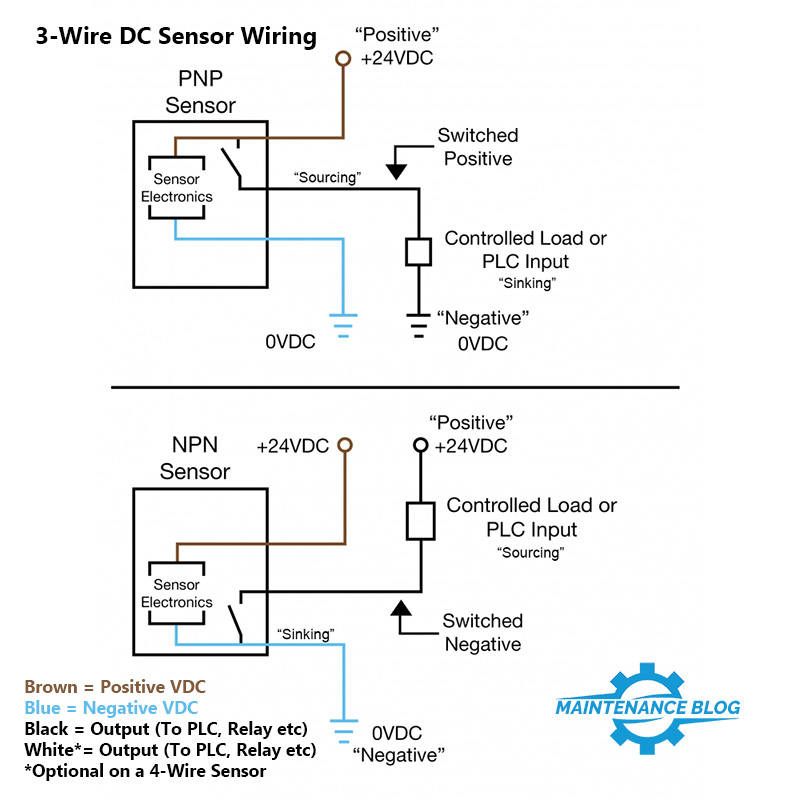 3-Wire DC Sensor Wiring
“Positive”
+24VDC
PNP
Sensor
Switched
Positive
Sensor
Electronics
“Sourcing”
Controlled Load or
PLC Input
“Sinking”
0VDC
“Negative”
0VDC
“Positive”
+24VDC
+24VDC
NPN
Sensor
Controlled Load or
PLC Input
“Sourcing”
Sensor
Electronics
“Sinking”
Switched
Negative
Brown = Positive VDC
Blue = Negative VDC
Black = Output (To PLC, Relay etc)
White*= Output (To PLC, Relay etc)
*Optional on a 4-Wire Sensor
0VDC
“Negative”
MAINTENANCE BLOG